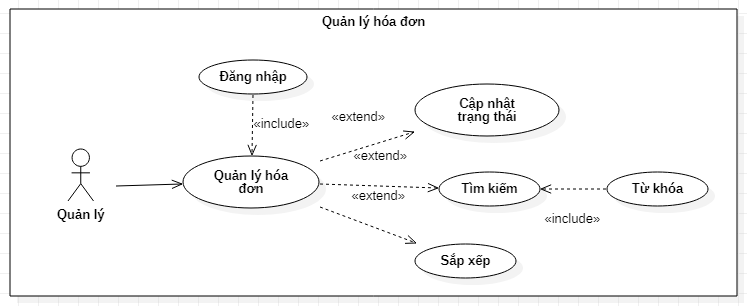 Quản lý hóa đơn
Đăng nhập
«include»
«extend»
Cập nhật
trạng thái
«extend»
Quản lý hóa
đơn
Tìm kiếm
Từ khóa
«extend»
«include»
Quản lý
Sắp xếp